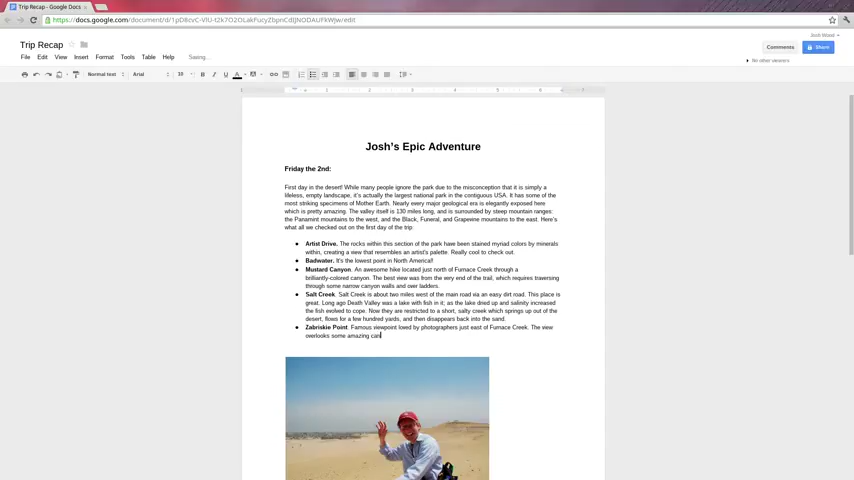 Trip Recap - Google Docs
https://docs.google.com/document/d/
/edit
Josh Wood
Trip Recap
Comments
Share
File Edit View Insert Format Tools Table Help Saving...
No other viewers
Normal text Arial 10 B I U A
1 1 2 3 4 5 6 7
Josh's Epic Adventure
Friday the 2nd:
First day in the desert! While many people ignore the park due to the misconception that it is simply a
lifeless, empty landscape, it's actually the largest national park in the contiguous USA. It has some of the
most striking specimens of Mother Earth. Nearly every major geological era is elegantly exposed here
which is pretty amazing. The valley itself is 130 miles long, and is surrounded by steep mountain ranges:
the Panamint mountains to the west, and the Black, Funeral, and Grapevine mountains to the east. Here's
what all we checked out on the first day of the trip
● Artist Drive. The rocks within this section of the park have been stained myriad colors by minerals
within, creating a view that resembles an artist's palette. Really cool to check out.
● Badwater. It's the lowest point in North America!!
● Mustard Canyon. An awesome hike located just north of Furnace Creek through a
brilliantly-colored canyon. The best view was from the very end of the trail, which requires traversing
through some narrow canyon walls and over ladders.
● Salt Creek. Salt Creek is about two miles west of the main road via an easy dirt road. This place is
great. Long ago Death Valley was a lake with fish in it; as the lake dried up and salinity increased
the fish evolved to cope. Now they are restricted to a short, salty creek which springs up out of the
desert, flows for a few hundred yards, and then disappears back into the sand.
● Zabriskie Point. Famous viewpoint loved by photographers just east of Furnace Creek. The view
overlooks some amazing can